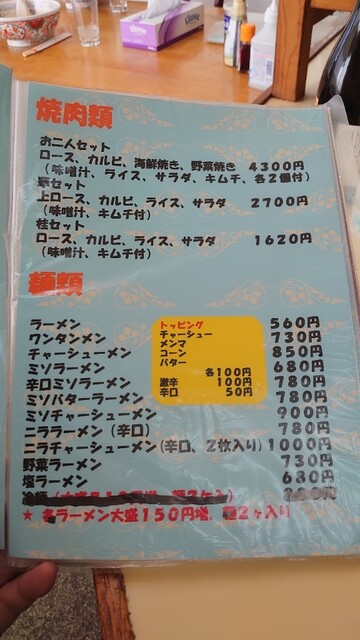 焼肉類
お二人セット
ロース、カルビ、海鮮焼き、野菜焼き 4300円
(味噌汁、ライス、サラダ、キムチ、各2個付)
セット
上ロース、カルビ、ライス、サラダ 2700円
(味噌汁、キムチ付)
桂セット
ロース、カルビ、ライス、サラダ 1620円
(味噌汁、キムチ付)
麺類
ラーメン 560円
ワンタンメン 730円
チャーシューメン 850円
ミソラーメン 680円
辛口ミソラーメン 780円
ミソバターラーメン 780円
ミソチャーシューメン 900円
ニララーメン(辛口) 780円
ニラチャーシューメン(辛口、2枚入り) 1000円
野菜ラーメン 730円
塩ラーメン 680円
★ 各ラーメン大盛150円増、麺2ヶ入り
トッピング
チャーシュー
メンマ
コーン
バター
各100円
激辛 100円
辛口 50円
Kleenex